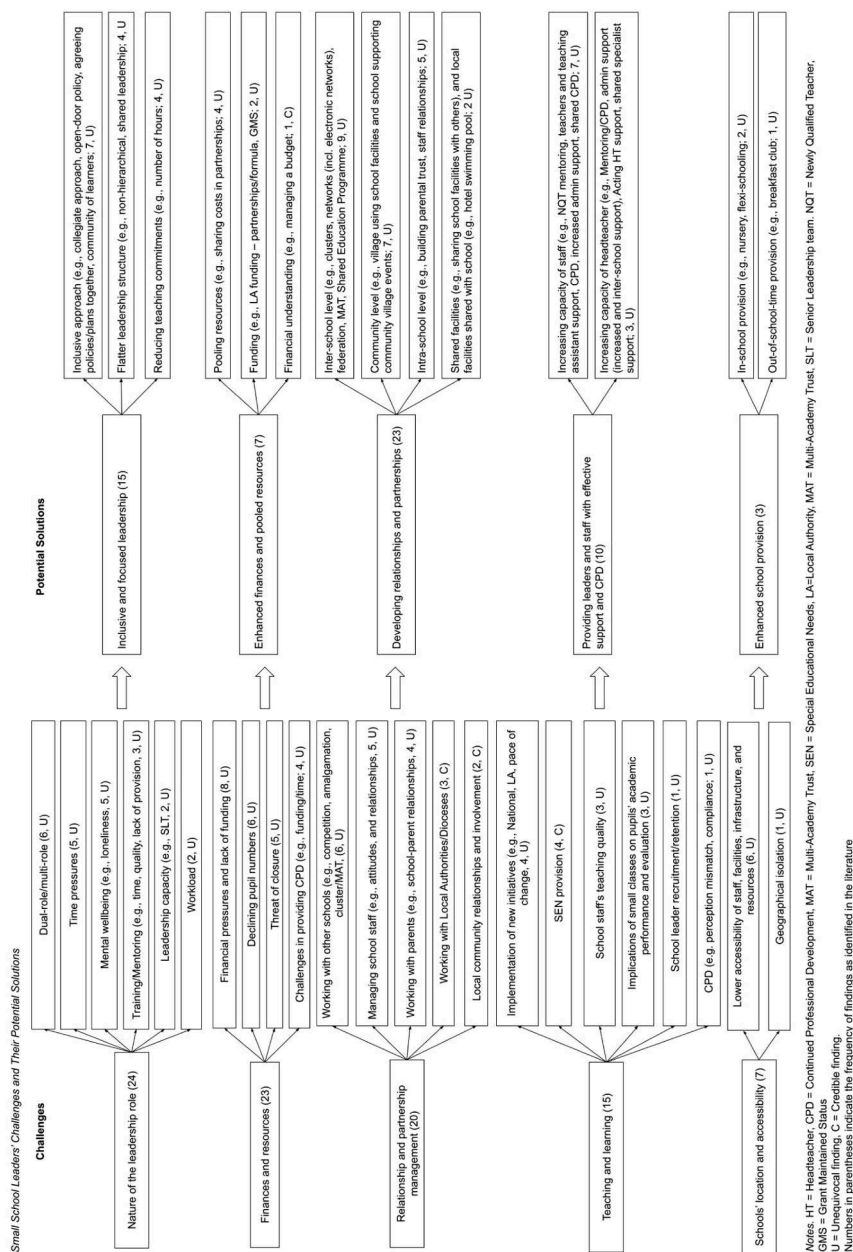 Small School Leaders' Challenges and Their Potential Solutions
Challenges
Potential Solutions
Nature of the leadership role (24)
Dual-role/multi-role (6, U)
Time pressures (5, U)
Mental wellbeing (e.g., loneliness, 5, U)
Training/Mentoring (e.g., time, quality, lack of provision, 3, U)
Leadership capacity (e.g., SLT, 2, U)
Workload (2, U)
Inclusive and focused leadership (15)
Inclusive approach (e.g., collegiate approach, open-door policy, agreeing
policies/plans together, community of learners; 7, U)
Flatter leadership structure (e.g., non-hierarchical, shared leadership; 4, U
Reducing teaching commitments (e.g., number of hours; 4, U)
Finances and resources (23)
Financial pressures and lack of funding (8, U)
Declining pupil numbers (6, U)
Threat of closure (5, U)
Challenges in providing CPD (e.g., funding/time; 4, U)
Enhanced finances and pooled resources (7)
Pooling resources (e.g., sharing costs in partnerships; 4, U)
Funding (e.g., LA funding – partnerships/formula, GMS; 2, U)
Financial understanding (e.g., managing a budget; 1, C)
Relationship and partnership
management (20)
Working with other schools (e.g., competition, amalgamation,
cluster/MAT, (6, U)
Managing school staff (e.g., attitudes, and relationships, 5, U)
Working with parents (e.g., school-parent relationships, 4, U)
Working with Local Authorities/Dioceses (3, C)
Local community relationships and involvement (2, C)
Developing relationships and partnerships (23)
Inter-school level (e.g., clusters, networks (incl. electronic networks),
federation, MAT, Shared Education Programme; 9, U)
Community level (e.g., village using school facilities and school supporting
community village events; 7, U)
Intra-school level (e.g., building parental trust, staff relationships; 5, U)
Shared facilities (e.g., sharing school facilities with others), and local
facilities shared with school (e.g., hotel swimming pool; 2 U)
Teaching and learning (15)
Implementation of new initiatives (e.g., National, LA, pace of
change, 4, U)
SEN provision (4, C)
School staff's teaching quality (3, U)
Implications of small classes on pupils' academic
performance and evaluation (3, U)
School leader recruitment/retention (1, U)
CPD (e.g. perception mismatch, compliance; 1, U)
Providing leaders and staff with effective
support and CPD (10)
Increasing capacity of staff (e.g., NQT mentoring, teachers and teaching
assistant support, CPD, increased admin support, shared CPD; 7, U)
Increasing capacity of headteacher (e.g., Mentoring/CPD, admin support
(increased and inter-school support), Acting HT support, shared specialist
support; 3, U)
Schools' location and accessibility (7)
Lower accessibility of staff, facilities, infrastructure, and
resources (6, U)
Geographical isolation (1, U)
Enhanced school provision (3)
In-school provision (e.g., nursery, flexi-schooling; 2, U)
Out-of-school-time provision (e.g., breakfast club; 1, U)
Notes. HT = Headteacher, CPD = Continued Professional Development, MAT = Multi-Academy Trust, SEN = Special Educational Needs, LA=Local Authority, MAT = Multi-Academy Trust, SLT = Senior Leadership team. NQT = Newly Qualified Teacher,
GMS = Grant Maintained Status
U = Unequivocal finding, C = Credible finding.
Numbers in parentheses indicate the frequency of findings as identified in the literature